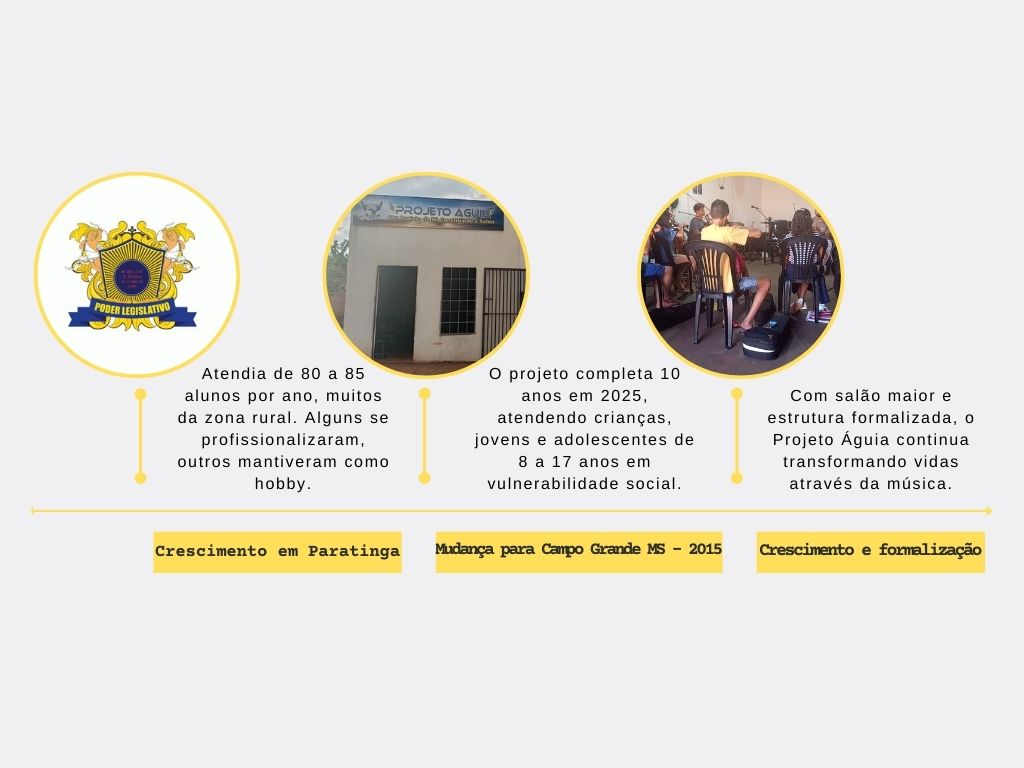 PODER LEGISLATIVO
PROJETO AGUIA
Atendia de 80 a 85
alunos por ano, muitos
da zona rural. Alguns se
profissionalizaram,
outros mantiveram como
hobby.
O projeto completa 10
anos em 2025,
atendendo crianças,
jovens e adolescentes de
8 a 17 anos em
vulnerabilidade social.
Com salão maior e
estrutura formalizada, o
Projeto Águia continua
transformando vidas
através da música.
Crescimento em Paratinga
Mudança para Campo Grande MS - 2015
Crescimento e formalização